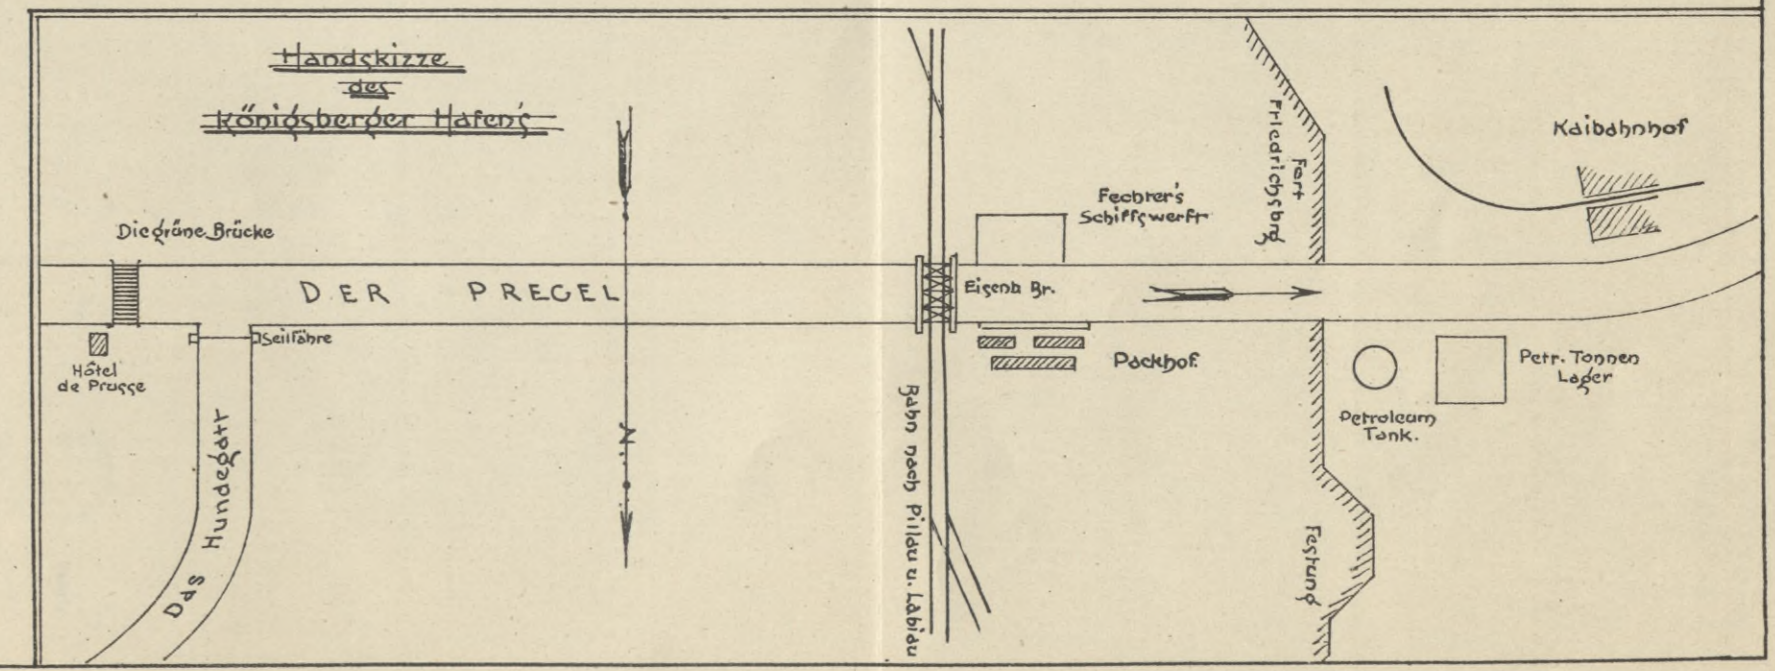 Handskizze
des
Königsberger Hafen's
Die grüne Brücke
DER PREGEL
Hôtel
de Prusse
Seilfähre
Das Hundegatt
N.
Bahn nach Pillau u. Labiau
Eisenb Br.
Fechter's
Schiffswerft
Packhof.
Fort
Friedrichsbrg
Festung
Kaibahnhof
Petroleum
Tank.
Petr. Tonnen
Lager